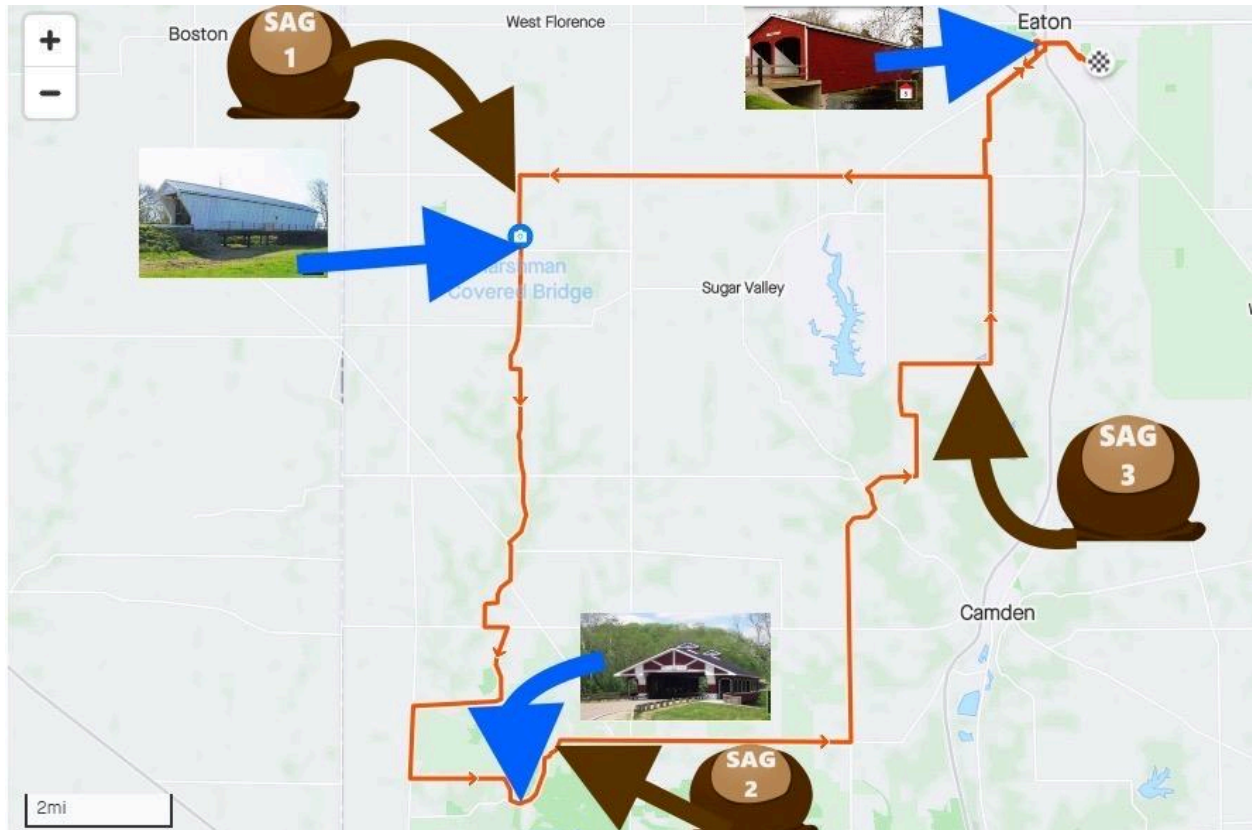 +
−
Boston
SAG
1
West Florence
Eaton
Covered Bridge
Sugar Valley
SAG
3
Camden
SAG
2
2mi